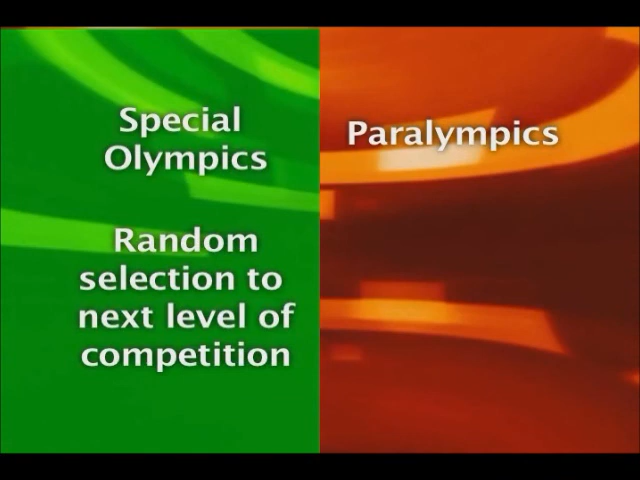 Special
Olympics
Random
selection to
next level of
competition
Paralympics